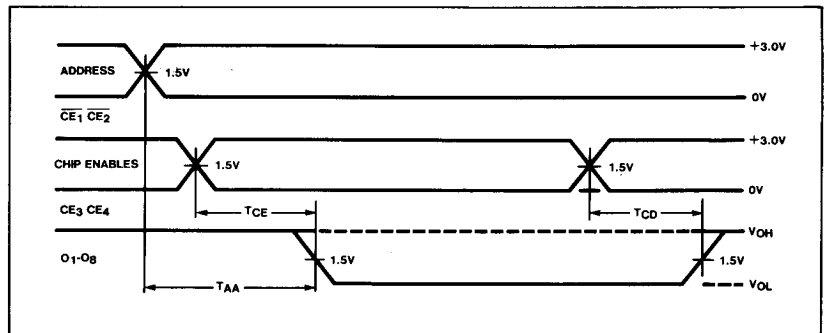 +3.0V
ADDRESS 1.5V
0V
CE1 CE2
+3.0V
CHIP ENABLES 1.5V 1.5V
0V
CE3 CE4 TCE TCD
VOH
O1-O8 1.5V 1.5V
TAA VOL